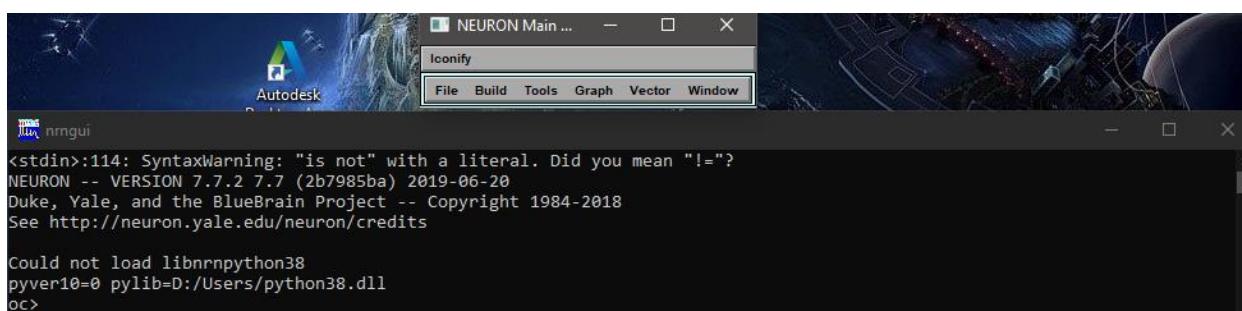 NEURON Main ...
Iconify
File Build Tools Graph Vector Window
Autodesk
nrngui
<stdin>:114: SyntaxWarning: "is not" with a literal. Did you mean "!="?
NEURON -- VERSION 7.7.2 7.7 (2b7985ba) 2019-06-20
Duke, Yale, and the BlueBrain Project -- Copyright 1984-2018
See http://neuron.yale.edu/neuron/credits
Could not load libnrnpython38
pyver10=0 pylib=D:/Users/python38.dll
oc>